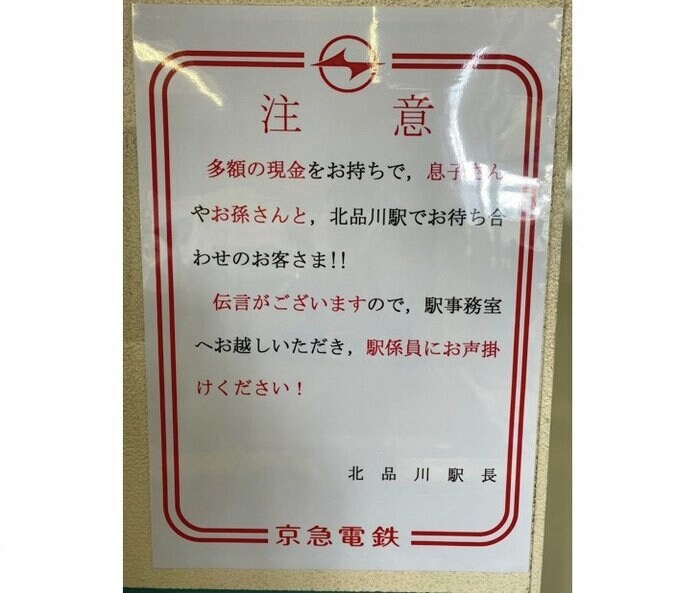 注意
多額の現金をお持ちで，息子さん
やお孫さんと，北品川駅でお待ち合
わせのお客さま!!
伝言がございますので，駅事務室
へお越しいただき，駅係員にお声掛
けください！
北品川駅長
京急電鉄